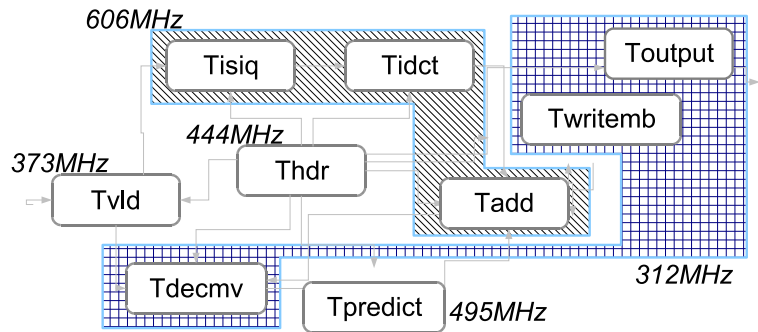 606MHz
Toutput
Tisiq
Tidct
Twritemb
444MHz
373MHz
Thdr
Tvld
Tadd
312MHz
Tdecmv
Tpredict
495MHz